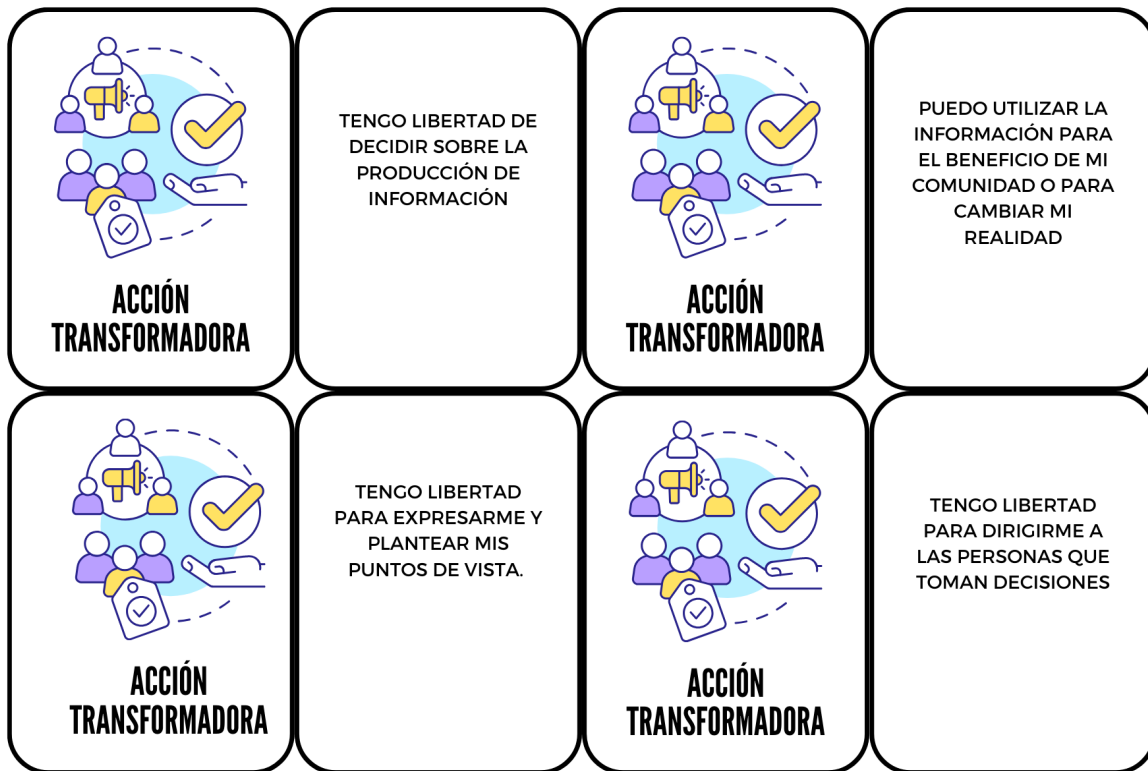 ACCIÓN
TRANSFORMADORA
TENGO LIBERTAD DE
DECIDIR SOBRE LA
PRODUCCIÓN DE
INFORMACIÓN
ACCIÓN
TRANSFORMADORA
PUEDO UTILIZAR LA
INFORMACIÓN PARA
EL BENEFICIO DE MI
COMUNIDAD O PARA
CAMBIAR MI
REALIDAD
ACCIÓN
TRANSFORMADORA
TENGO LIBERTAD
PARA EXPRESARME Y
PLANTEAR MIS
PUNTOS DE VISTA.
ACCIÓN
TRANSFORMADORA
TENGO LIBERTAD
PARA DIRIGIRME A
LAS PERSONAS QUE
TOMAN DECISIONES